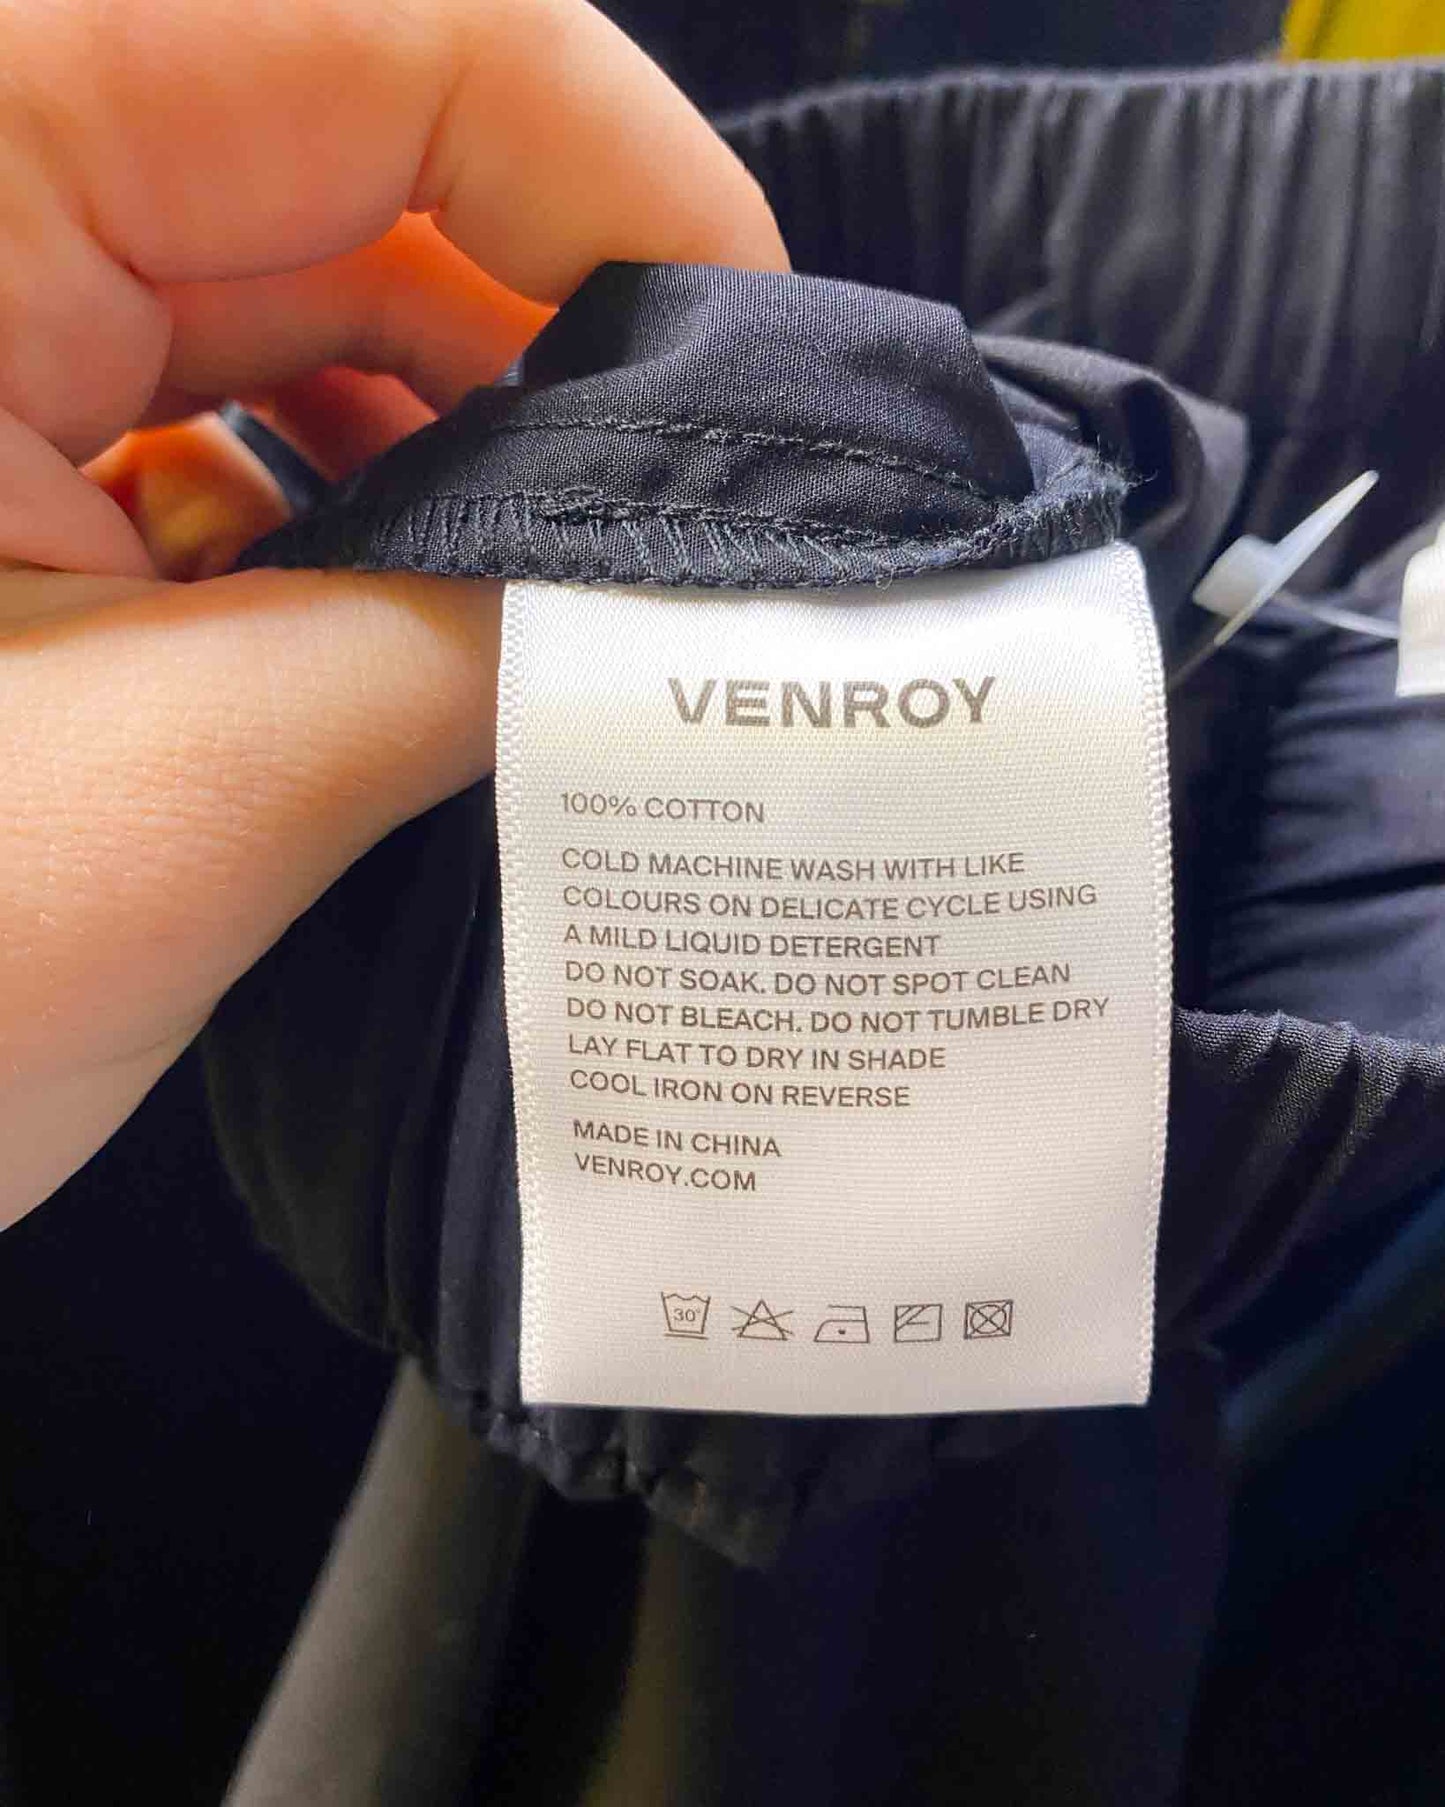 VENROY
100% COTTON
COLD MACHINE WASH WITH LIKE
COLOURS ON DELICATE CYCLE USING
A MILD LIQUID DETERGENT
DO NOT SOAK. DO NOT SPOT CLEAN
DO NOT BLEACH. DO NOT TUMBLE DRY
LAY FLAT TO DRY IN SHADE
COOL IRON ON REVERSE
MADE IN CHINA
VENROY.COM
30°